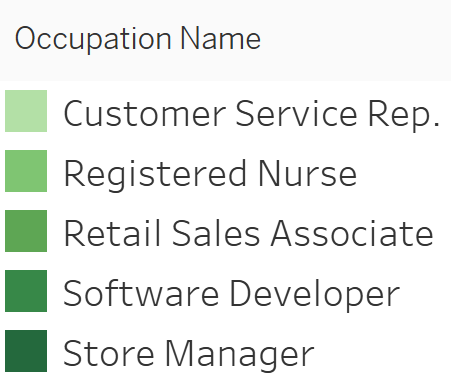 Occupation Name
Customer Service Rep.
Registered Nurse
Retail Sales Associate
Software Developer
Store Manager